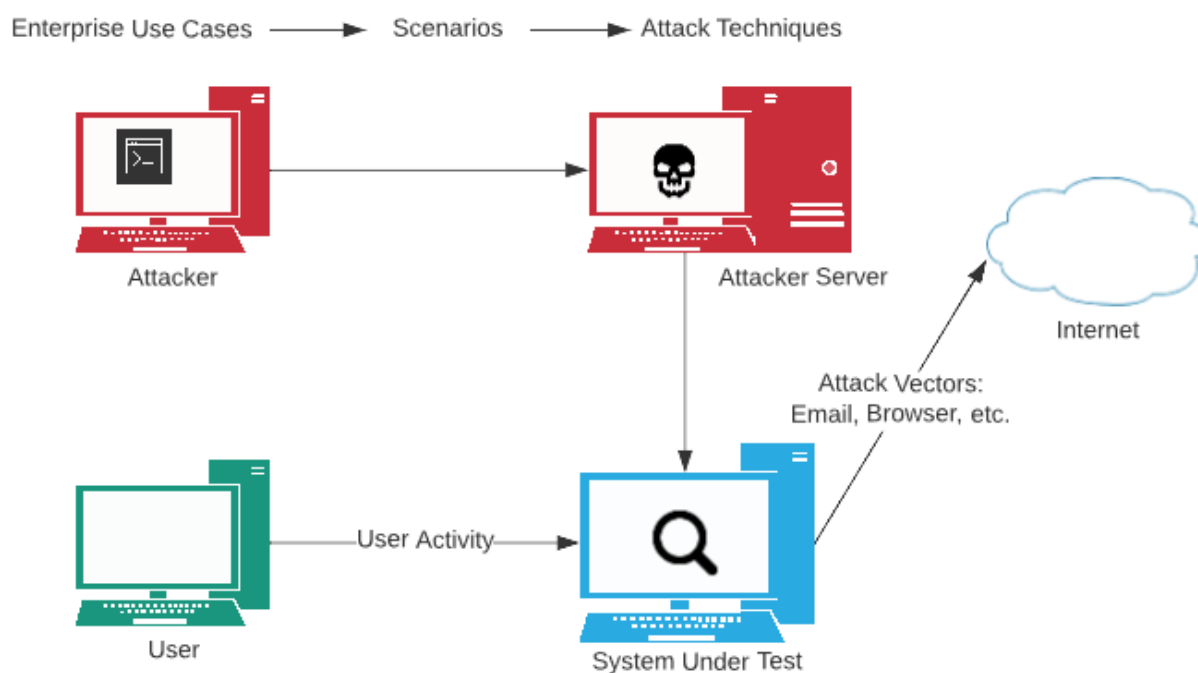 Enterprise Use Cases
Scenarios
Attack Techniques
>_
Attacker
Attacker Server
Internet
Attack Vectors:
Email, Browser, etc.
User Activity
User
System Under Test